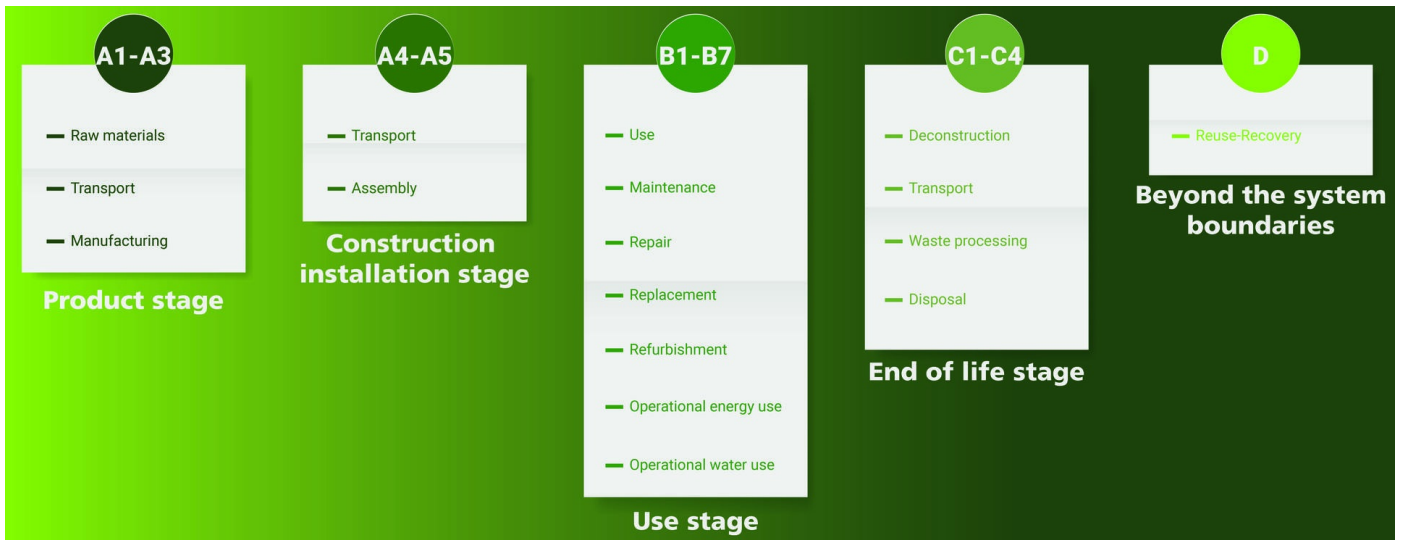 A1-A3
Raw materials
Transport
Manufacturing
Product stage
A4-A5
Transport
Assembly
Construction
installation stage
B1-B7
Use
Maintenance
Repair
Replacement
Refurbishment
Operational energy use
Operational water use
Use stage
C1-C4
Deconstruction
Transport
Waste processing
Disposal
End of life stage
D
Reuse-Recovery
Beyond the system
boundaries